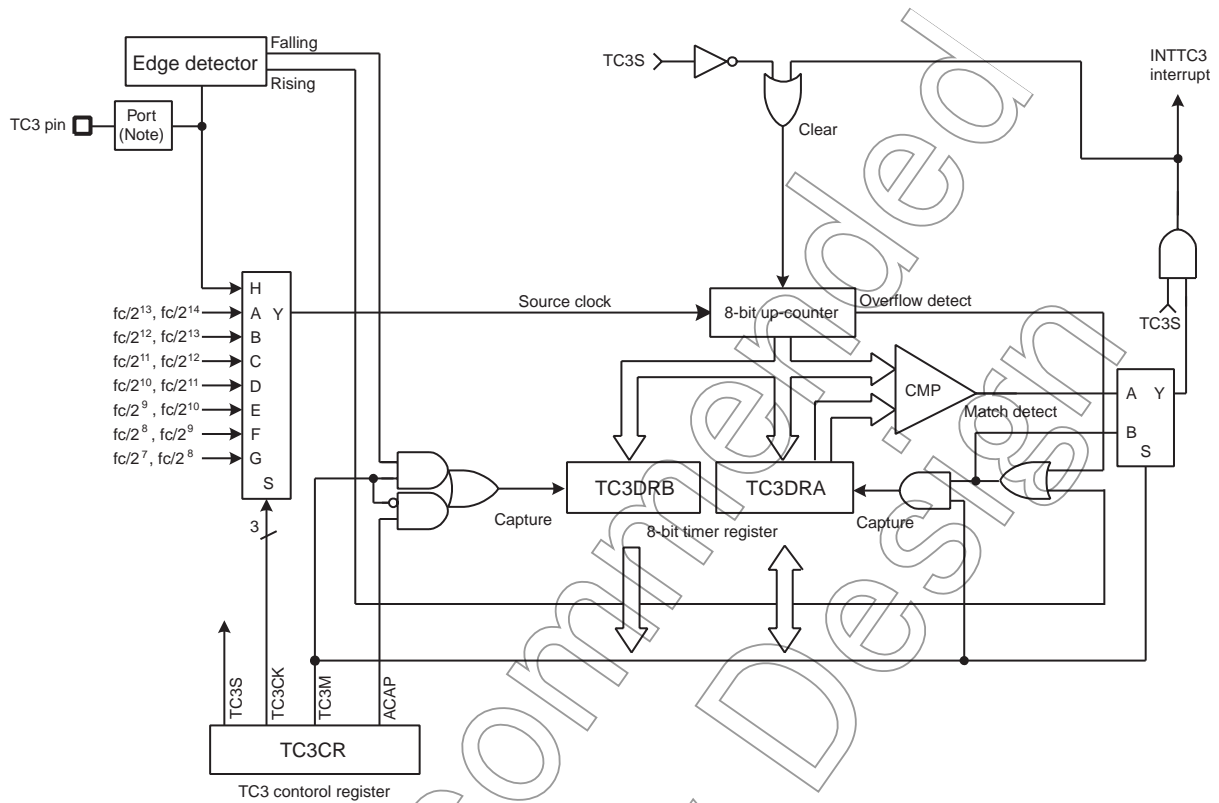 Falling
Edge detector
Rising
TC3 pin
Port
(Note)
TC3S
Clear
INTTC3
interrupt
H
fc/2¹³, fc/2¹⁴
A
Y
fc/2¹², fc/2¹³
B
fc/2¹¹, fc/2¹²
C
fc/2¹⁰, fc/2¹¹
D
fc/2⁹ , fc/2¹⁰
E
fc/2⁸ , fc/2⁹
F
fc/2⁷, fc/2⁸
G
S
3
Source clock
8-bit up-counter
Overflow detect
TC3S
CMP
Match detect
A
Y
B
S
Capture
TC3DRB
TC3DRA
Capture
8-bit timer register
TC3S
TC3CK
TC3M
ACAP
TC3CR
TC3 contorol register
ommended
Design